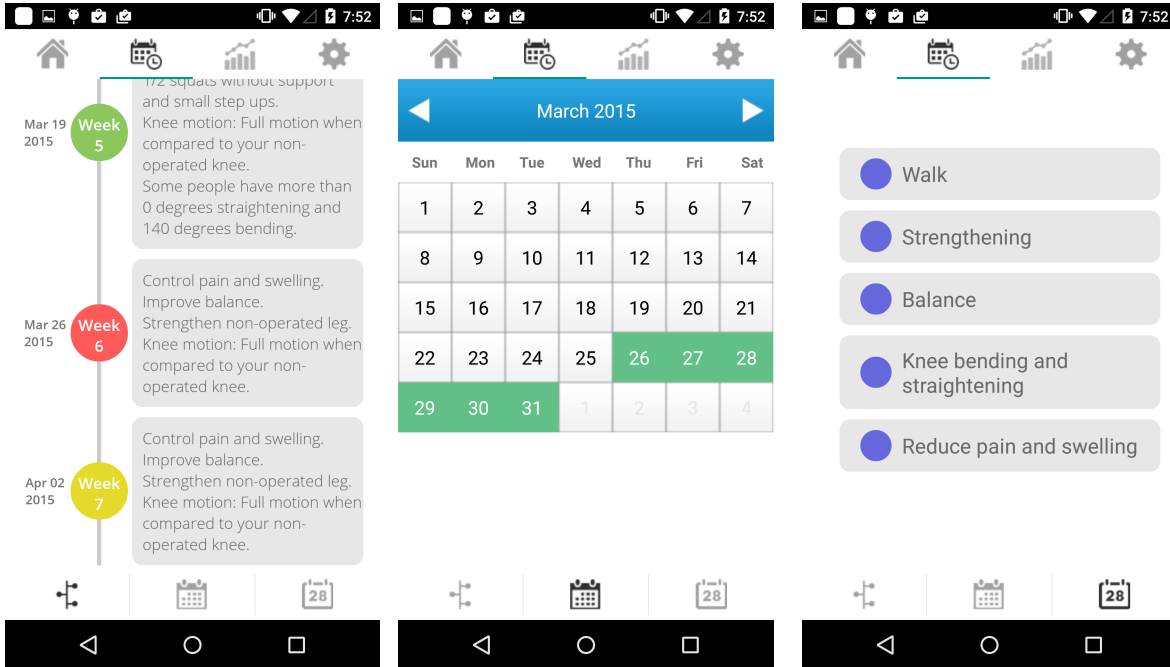 7:52
1/2 squats without support
and small step ups.
Knee motion: Full motion when
compared to your non-
operated knee.
Some people have more than
0 degrees straightening and
140 degrees bending.
Mar 19
2015
Week
5
Control pain and swelling.
Improve balance.
Strengthen non-operated leg.
Knee motion: Full motion when
compared to your non-
operated knee.
Mar 26
2015
Week
6
Control pain and swelling.
Improve balance.
Strengthen non-operated leg.
Knee motion: Full motion when
compared to your non-
operated knee.
Apr 02
2015
Week
7
28
7:52
March 2015
Sun Mon Tue Wed Thu Fri Sat
1 2 3 4 5 6 7
8 9 10 11 12 13 14
15 16 17 18 19 20 21
22 23 24 25 26 27 28
29 30 31 1 2 3 4
28
7:52
Walk
Strengthening
Balance
Knee bending and
straightening
Reduce pain and swelling
28